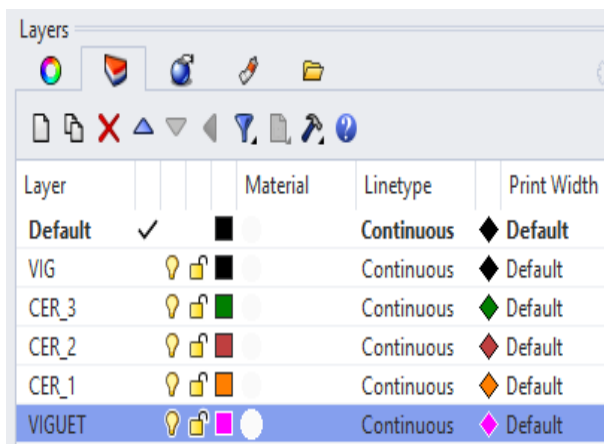 Layers
Layer Material Linetype Print Width
Default Continuous Default
VIG Continuous Default
CER_3 Continuous Default
CER_2 Continuous Default
CER_1 Continuous Default
VIGUET Continuous Default